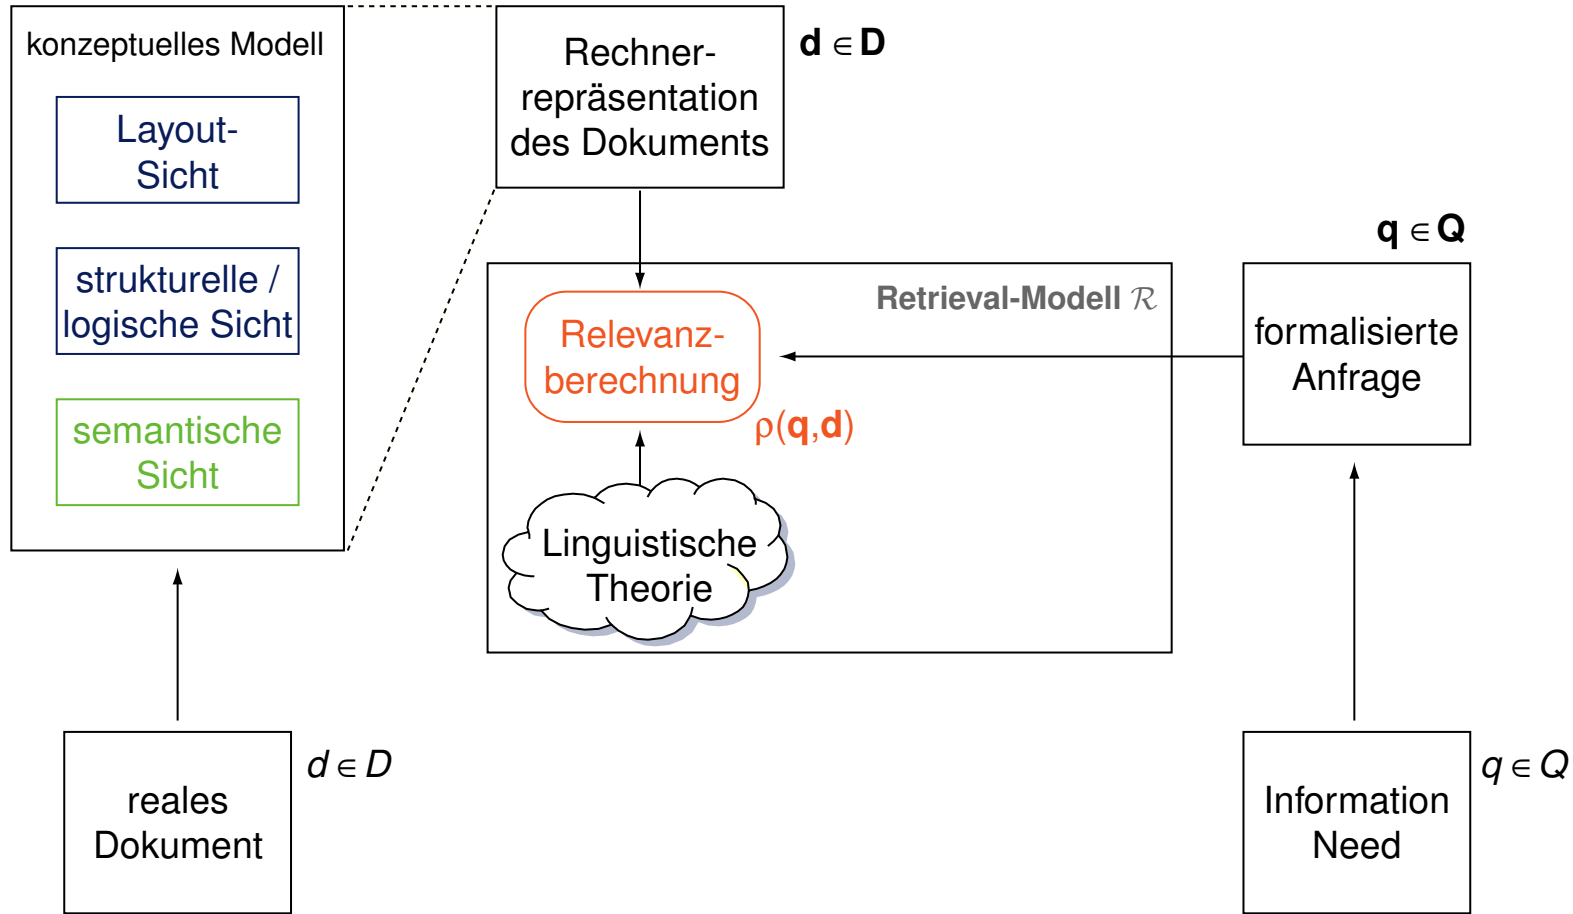 konzeptuelles Modell
Layout-
Sicht
strukturelle /
logische Sicht
semantische
Sicht
Rechner-
repräsentation
des Dokuments
d ∈ D
q ∈ Q
Retrieval-Modell ℛ
Relevanz-
berechnung
ρ(q,d)
formalisierte
Anfrage
Linguistische
Theorie
reales
Dokument
d ∈ D
Information
Need
q ∈ Q